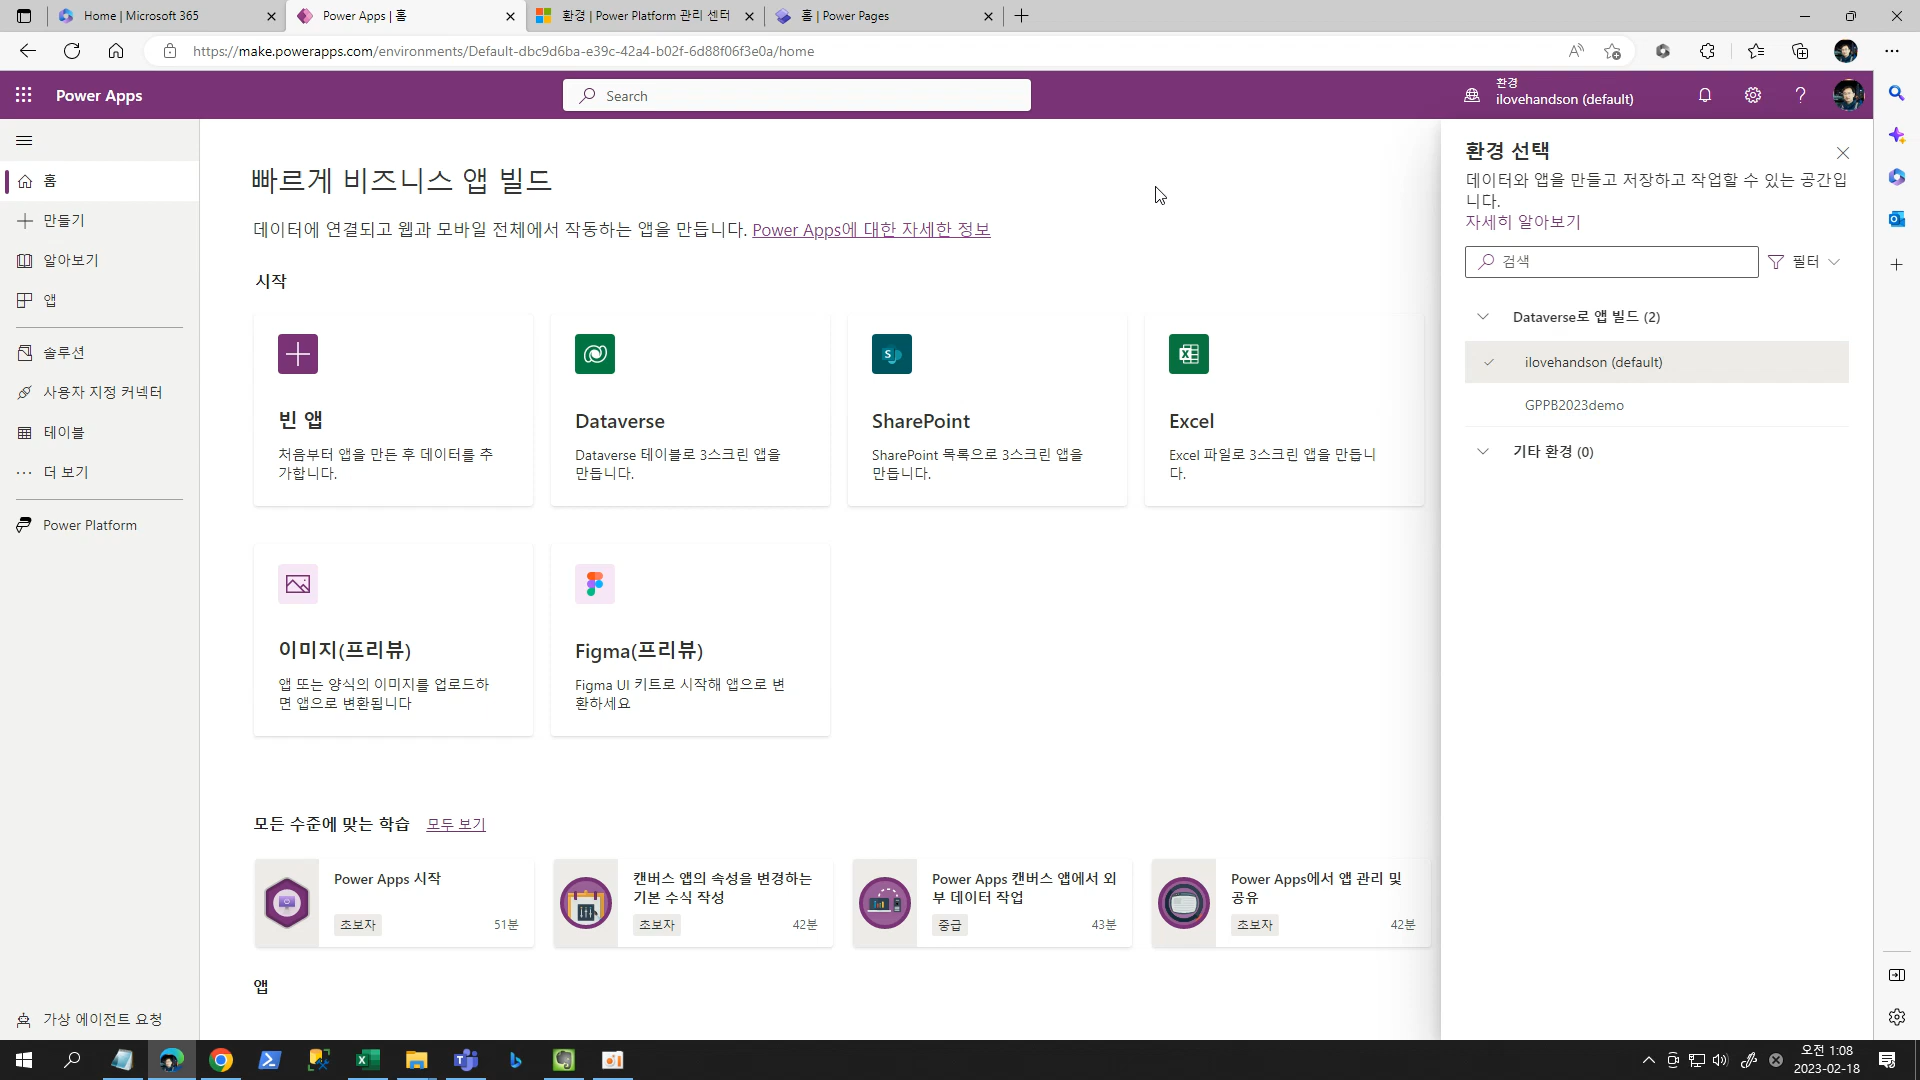 Home | Microsoft 365
Power Apps | 홈
환경 | Power Platform 관리 센터
홈 | Power Pages
https://make.powerapps.com/environments/Default-dbc9d6ba-e39c-42a4-b02f-6d88f06f3e0a/home
Power Apps
Search
환경
ilovehandson (default)
홈
만들기
알아보기
앱
솔루션
사용자 지정 커넥터
테이블
더 보기
Power Platform
가상 에이전트 요청
빠르게 비즈니스 앱 빌드
데이터에 연결되고 웹과 모바일 전체에서 작동하는 앱을 만듭니다. Power Apps에 대한 자세한 정보
시작
빈 앱
처음부터 앱을 만든 후 데이터를 추
가합니다.
Dataverse
Dataverse 테이블로 3스크린 앱을
만듭니다.
SharePoint
SharePoint 목록으로 3스크린 앱을
만듭니다.
Excel
Excel 파일로 3스크린 앱을 만듭니
다.
이미지(프리뷰)
앱 또는 양식의 이미지를 업로드하
면 앱으로 변환됩니다
Figma(프리뷰)
Figma UI 키트로 시작해 앱으로 변
환하세요
모든 수준에 맞는 학습 모두 보기
Power Apps 시작
초보자 51분
캔버스 앱의 속성을 변경하는
기본 수식 작성
초보자 42분
Power Apps 캔버스 앱에서 외
부 데이터 작업
중급 43분
Power Apps에서 앱 관리 및
공유
초보자 42분
앱
환경 선택
데이터와 앱을 만들고 저장하고 작업할 수 있는 공간입
니다.
자세히 알아보기
검색
필터
Dataverse로 앱 빌드 (2)
ilovehandson (default)
GPPB2023demo
기타 환경 (0)
오전 1:08
2023-02-18